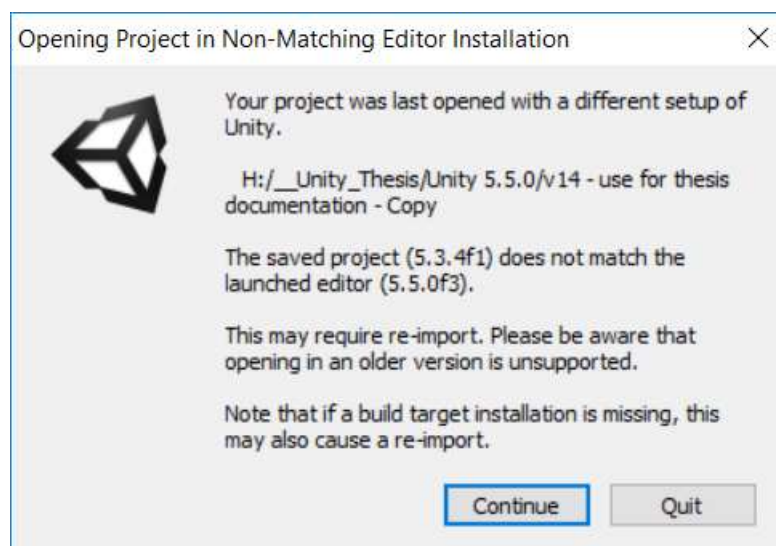 Opening Project in Non-Matching Editor Installation
Your project was last opened with a different setup of
Unity.
H:/__Unity_Thesis/Unity 5.5.0/v14 - use for thesis
documentation - Copy
The saved project (5.3.4f1) does not match the
launched editor (5.5.0f3).
This may require re-import. Please be aware that
opening in an older version is unsupported.
Note that if a build target installation is missing, this
may also cause a re-import.
Continue
Quit